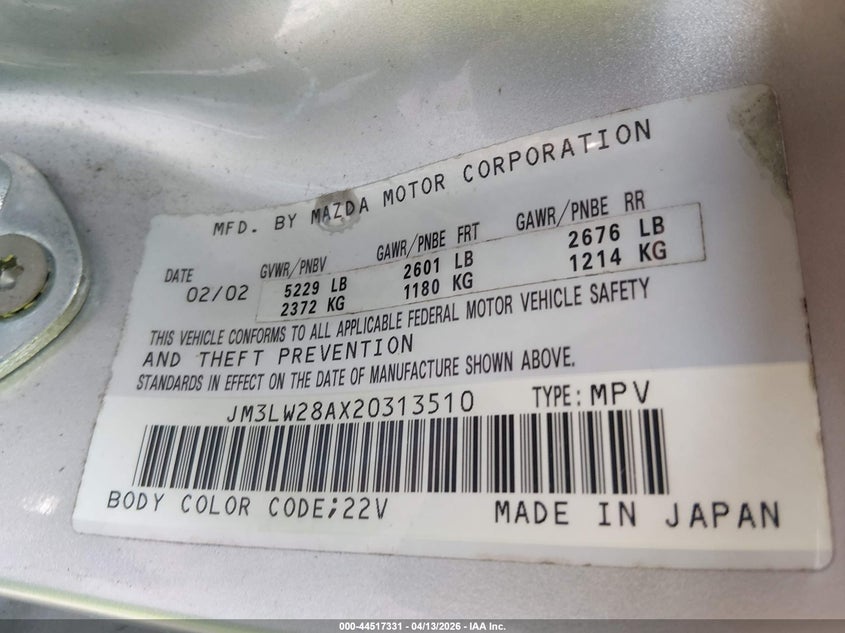 MFD. BY MAZDA MOTOR CORPORATION
DATE GVWR/PNBV GAWR/PNBE FRT GAWR/PNBE RR
02/02 5229 LB 2601 LB 2676 LB
2372 KG 1180 KG 1214 KG
THIS VEHICLE CONFORMS TO ALL APPLICABLE FEDERAL MOTOR VEHICLE SAFETY
AND THEFT PREVENTION
STANDARDS IN EFFECT ON THE DATE OF MANUFACTURE SHOWN ABOVE.
JM3LW28AX20313510 TYPE: MPV
BODY COLOR CODE;22V MADE IN JAPAN
000-44517331 - 04/13/2026 - IAA Inc.